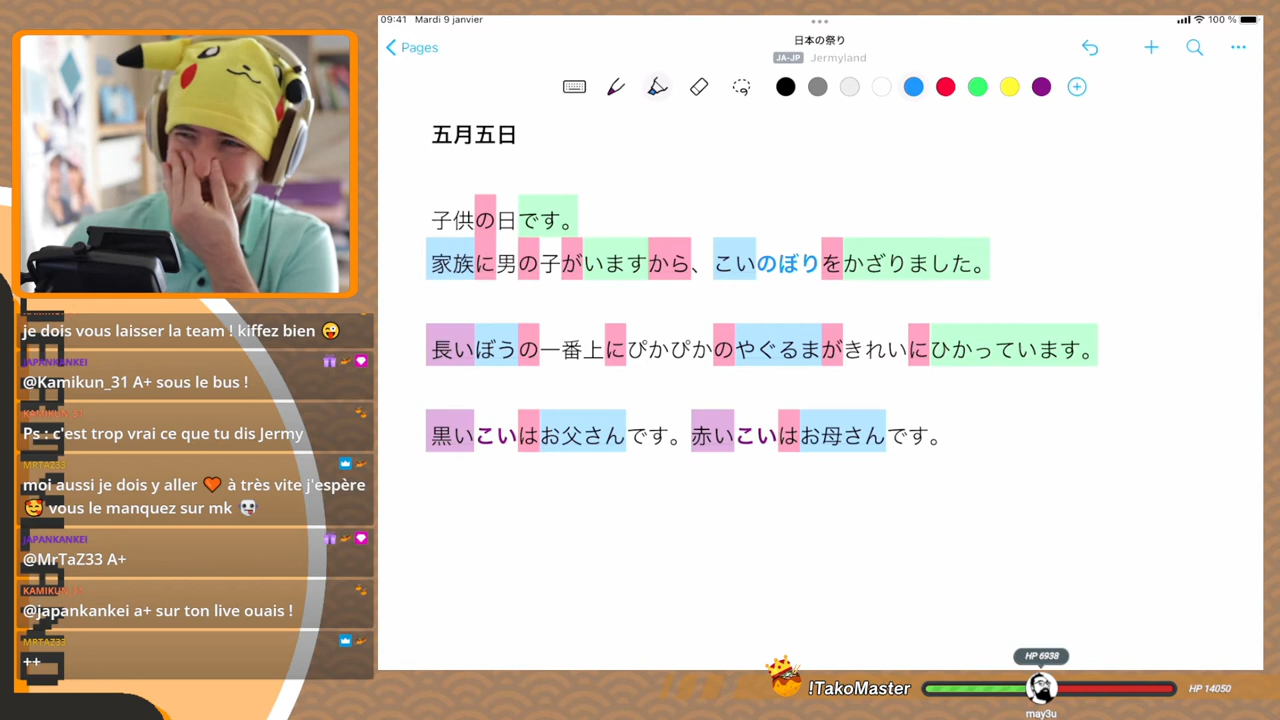 09:41 Mardi 9 janvier
100 %
Pages
日本の祭り
JA-JP Jermyland
五月五日
子供の日です。
家族に男の子がいますから、こいのぼりをかざりました。
長いぼうの一番上にぴかぴかのやぐるまがきれいにひかっています。
黒いこいはお父さんです。赤いこいはお母さんです。
je dois vous laisser la team ! kiffez bien 😜
JAPANKANKEI
@Kamikun_31 A+ sous le bus !
KAMIKUN_31
Ps : c'est trop vrai ce que tu dis Jermy
MRTAZ33
moi aussi je dois y aller 🧡 à très vite j'espère
🥰 vous le manquez sur mk 👻
JAPANKANKEI
@MrTaZ33 A+
KAMIKUN_31
@japankankei a+ sur ton live ouais !
MRTAZ33
++
HP 6938
!TakoMaster
HP 14050
may3u